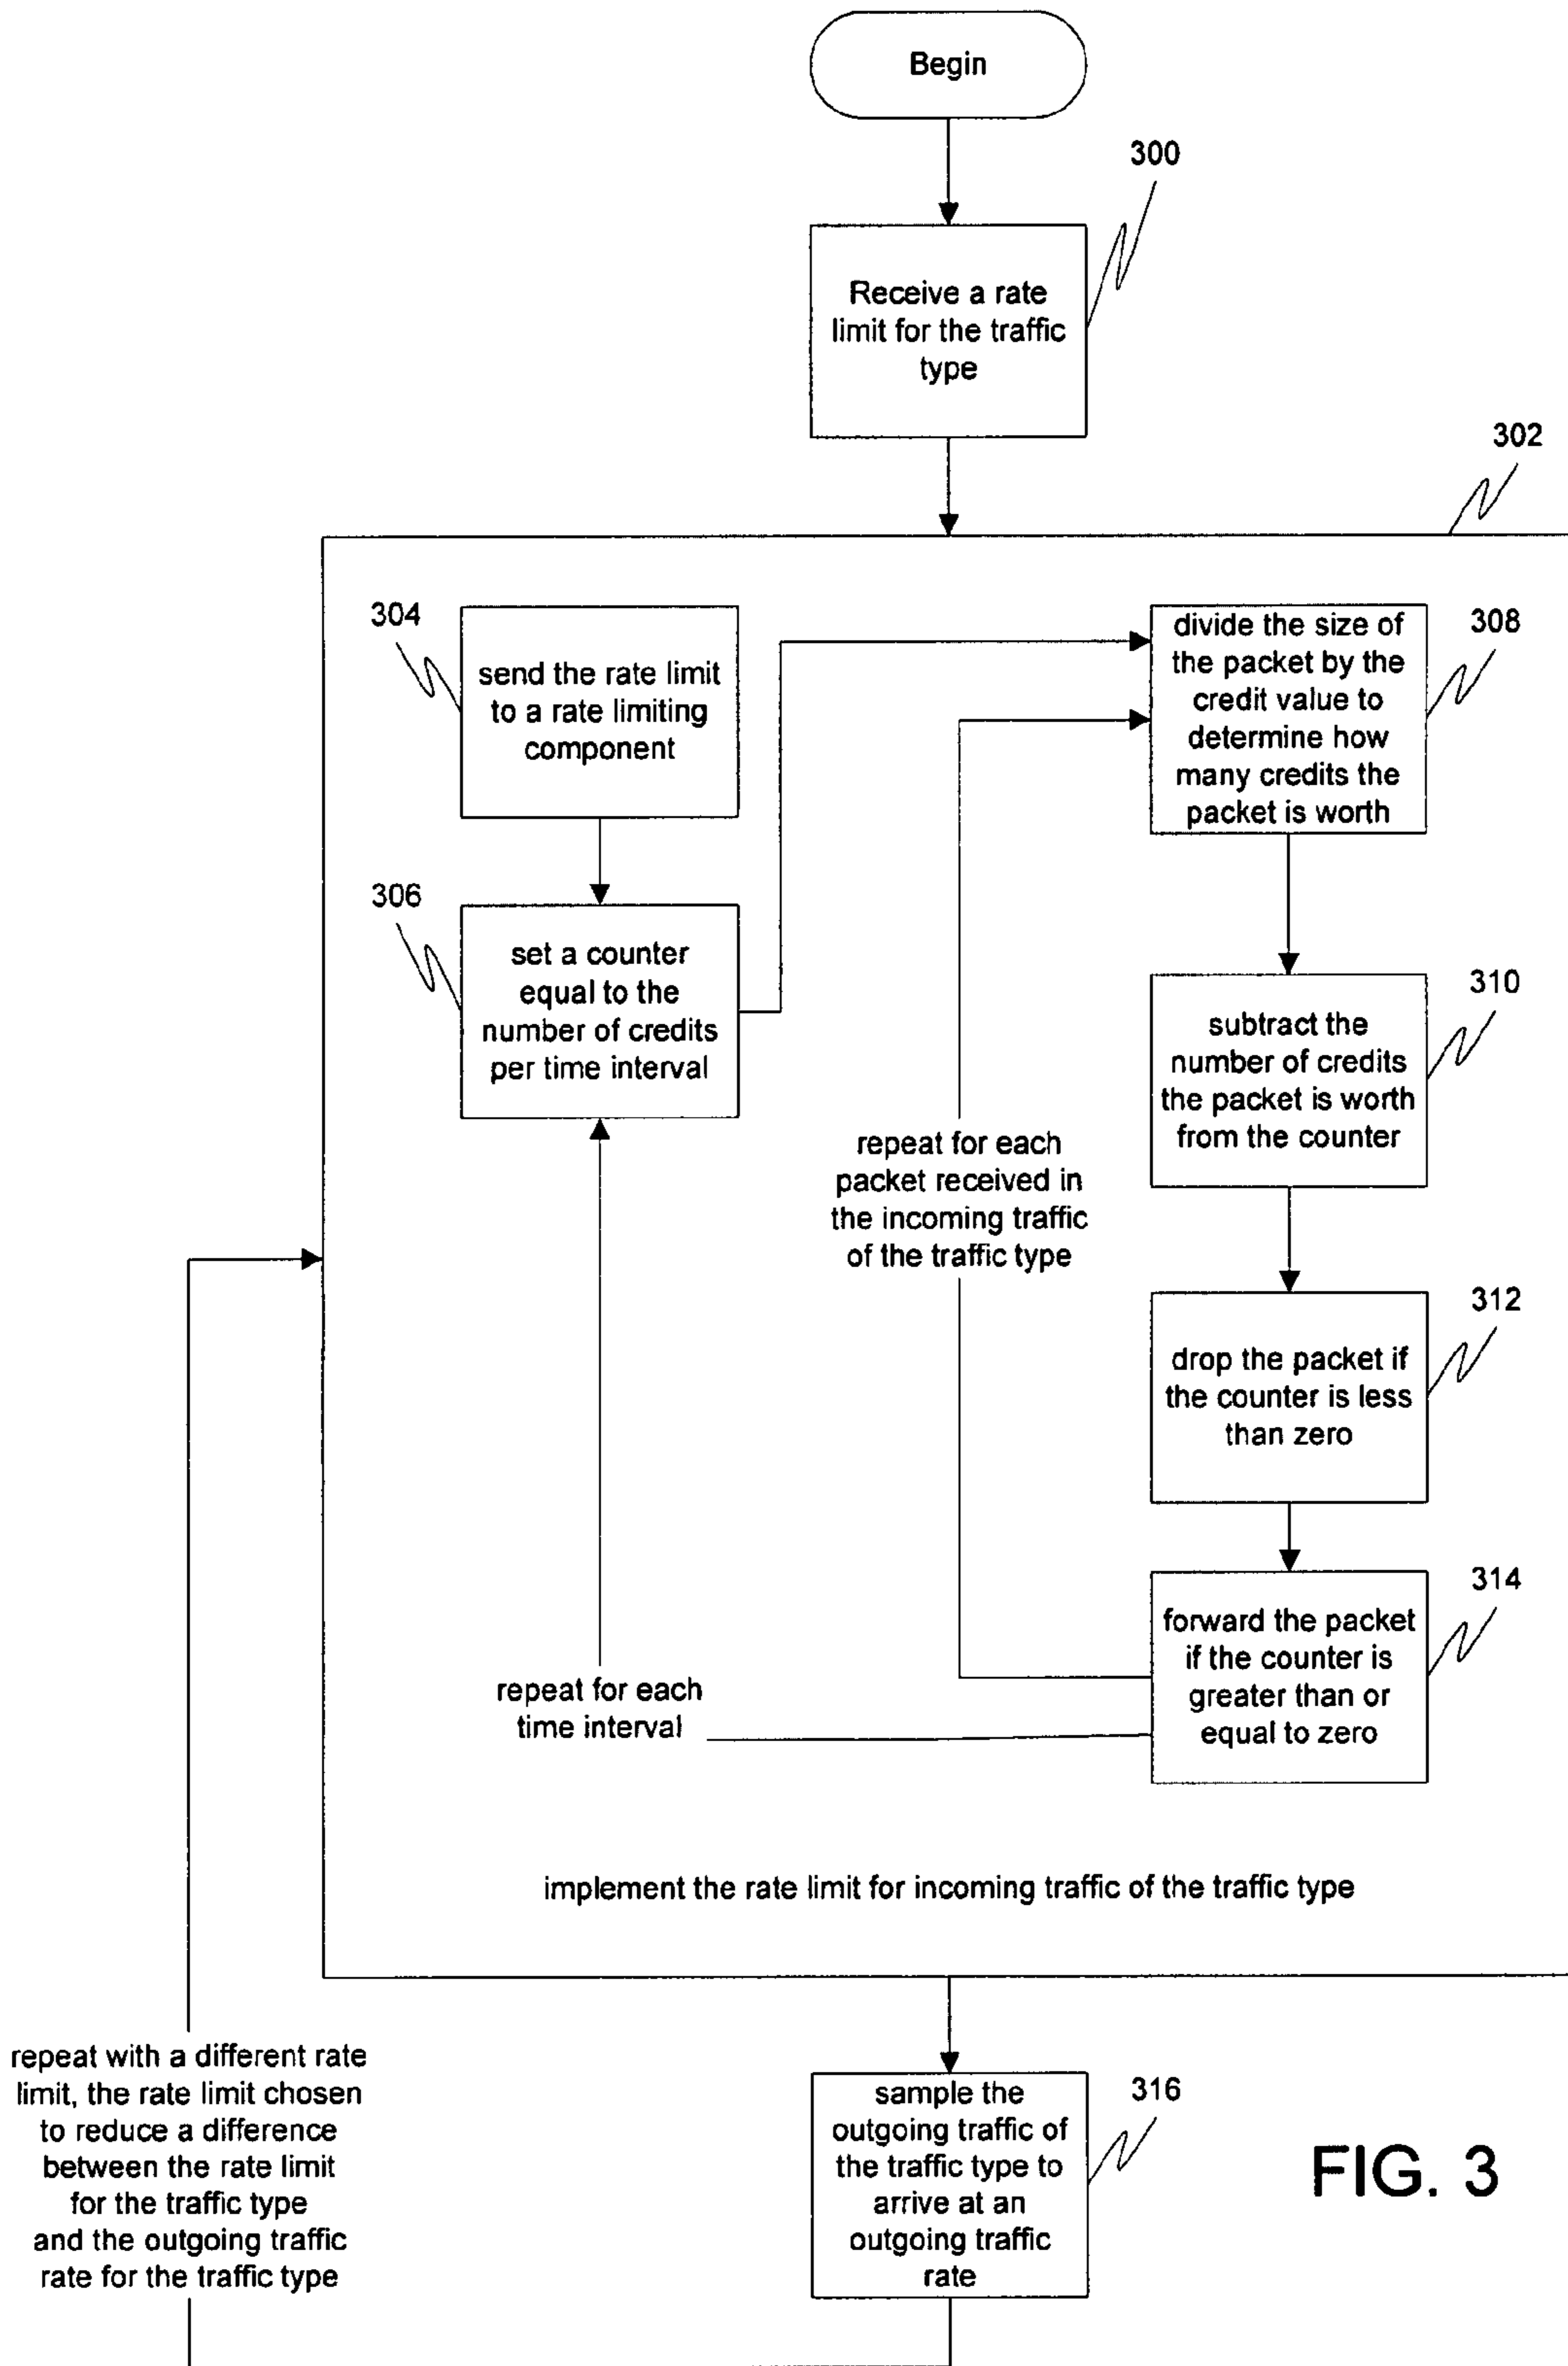 Begin
300
Receive a rate
limit for the traffic
type
302
304
send the rate limit
to a rate limiting
component
306
set a counter
equal to the
number of credits
per time interval
308
divide the size of
the packet by the
credit value to
determine how
many credits the
packet is worth
310
subtract the
number of credits
the packet is worth
from the counter
repeat for each
packet received in
the incoming traffic
of the traffic type
312
drop the packet if
the counter is less
than zero
314
forward the packet
if the counter is
greater than or
equal to zero
repeat for each
time interval
implement the rate limit for incoming traffic of the traffic type
repeat with a different rate
limit, the rate limit chosen
to reduce a difference
between the rate limit
for the traffic type
and the outgoing traffic
rate for the traffic type
316
sample the
outgoing traffic of
the traffic type to
arrive at an
outgoing traffic
rate
FIG. 3